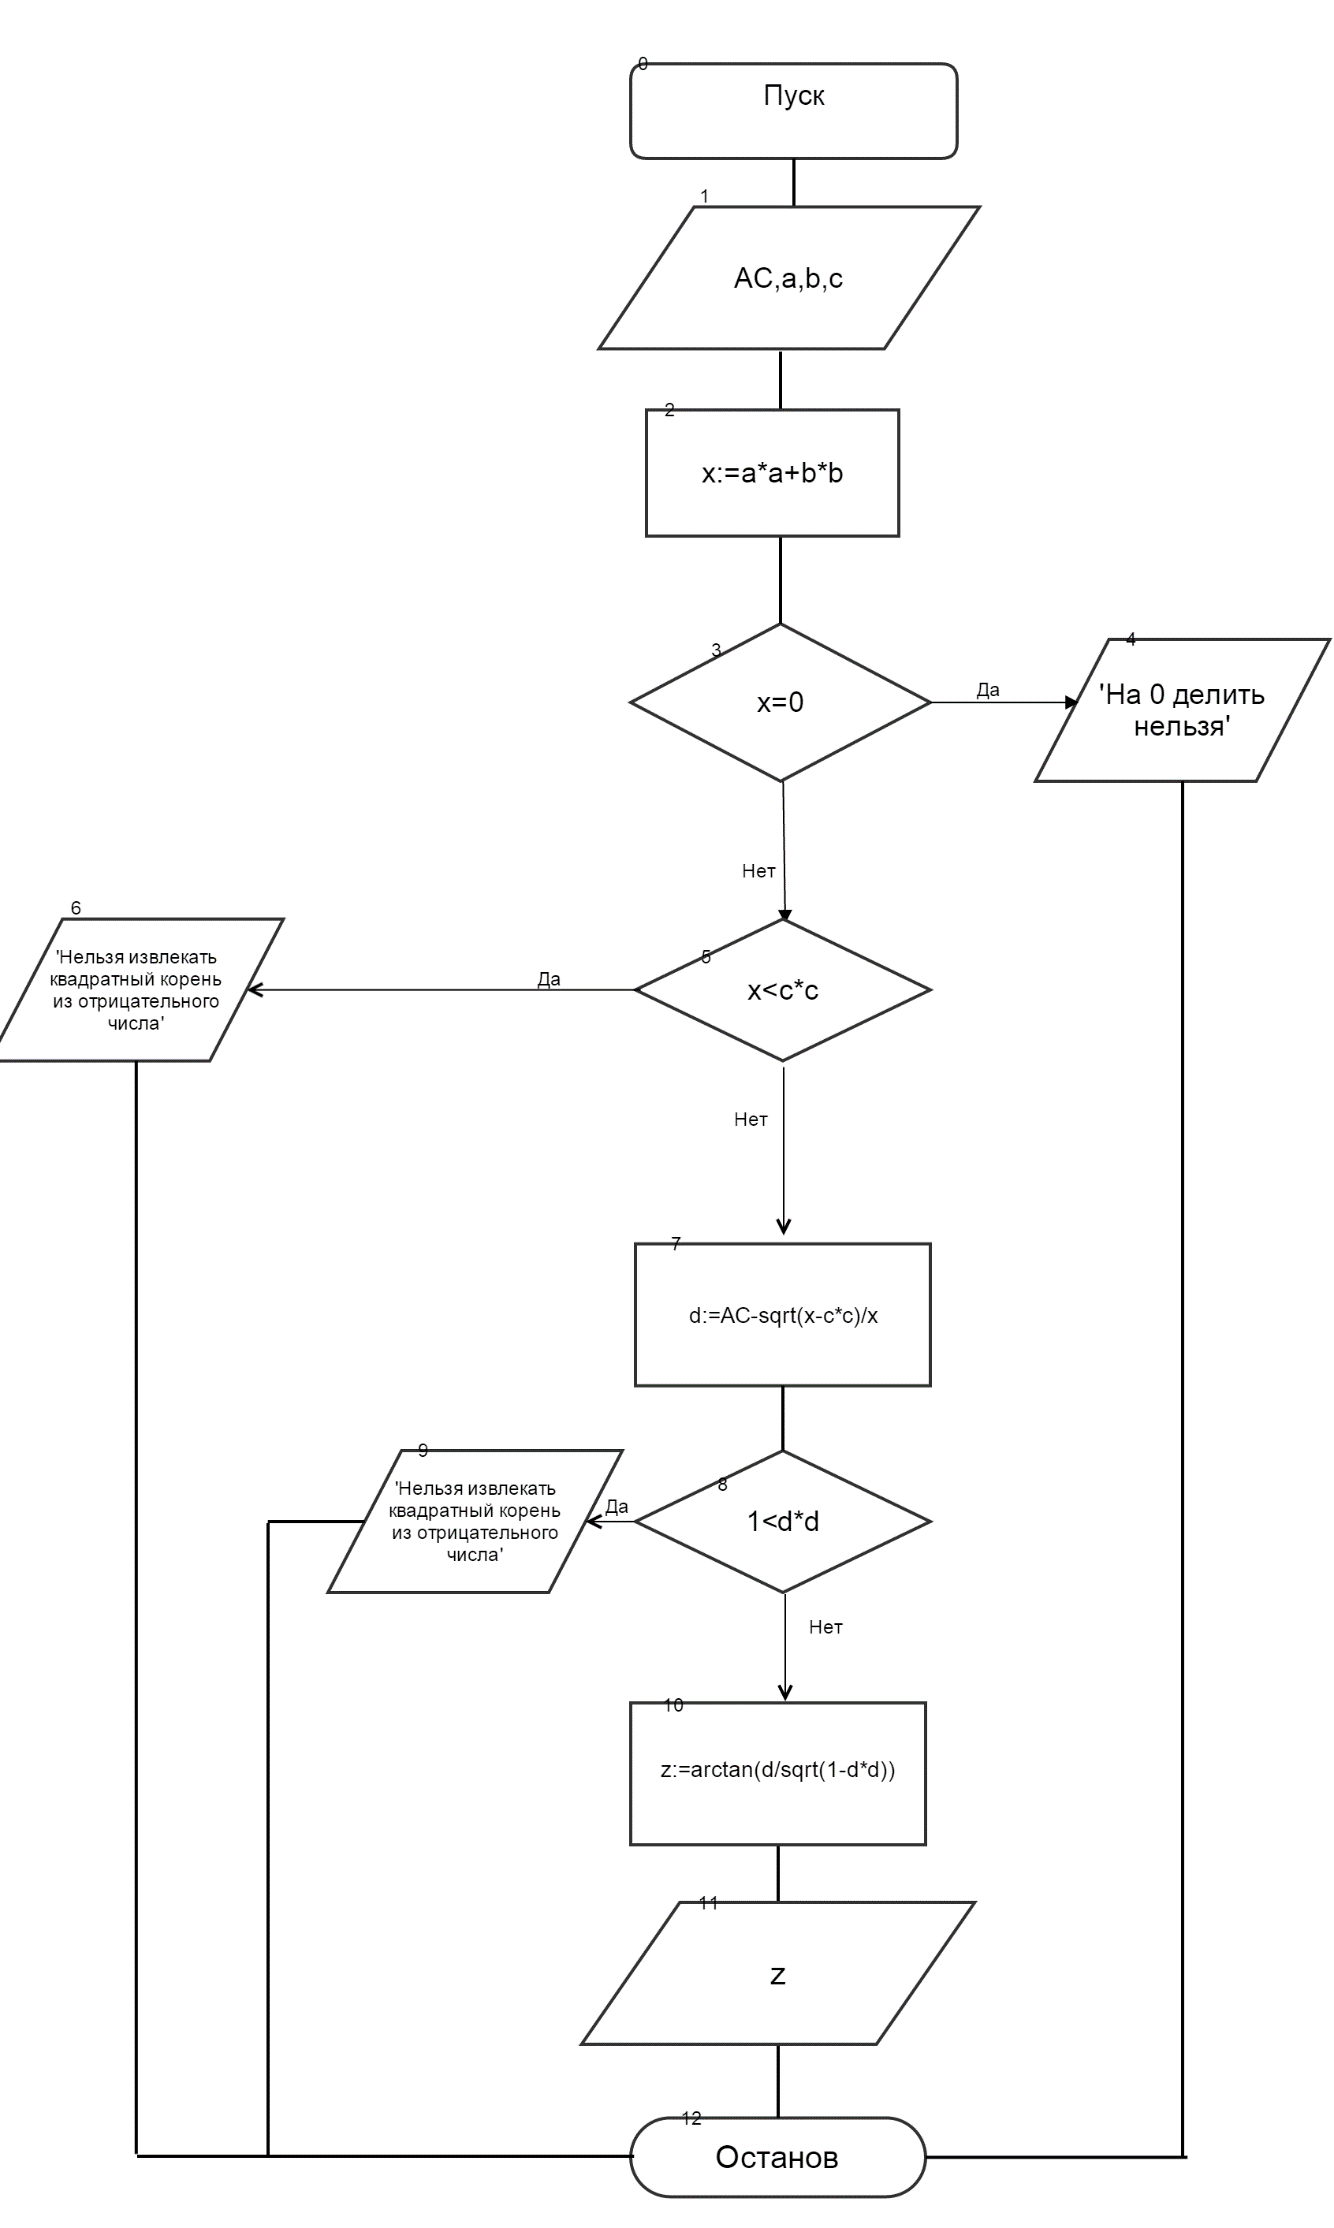 0
Пуск
1
AC,a,b,c
2
x:=a*a+b*b
3
x=0
Да
4
'На 0 делить
нельзя'
Нет
5
x<c*c
Да
6
'Нельзя извлекать
квадратный корень
из отрицательного
числа'
Нет
7
d:=AC-sqrt(x-c*c)/x
8
1<d*d
Да
9
'Нельзя извлекать
квадратный корень
из отрицательного
числа'
Нет
10
z:=arctan(d/sqrt(1-d*d))
11
z
12
Останов